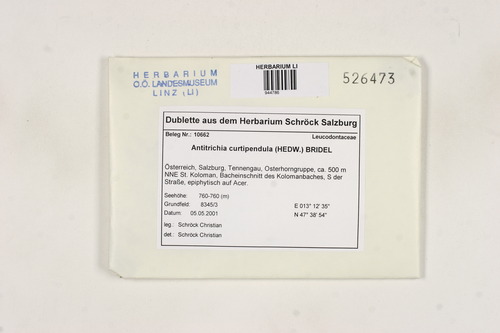 HERBARIUM
O.Ö. LANDESMUSEUM
LINZ (LI)
HERBARIUM LI
526473
Dublette aus dem Herbarium Schröck Salzburg
Beleg Nr.: 10662 Leucodontaceae
Antitrichia curtipendula (HEDW.) BRIDEL
Österreich, Salzburg, Tennengau, Osterhorngruppe, ca. 500 m
NNE St. Koloman, Bacheinschnitt des Kolomanbaches, S der
Straße, epiphytisch auf Acer.
Seehöhe: 760-760 (m) E 013° 12' 35"
Grundfeld: 8345/3 N 47° 38' 54"
Datum: 05.05.2001
leg.: Schröck Christian
det.: Schröck Christian